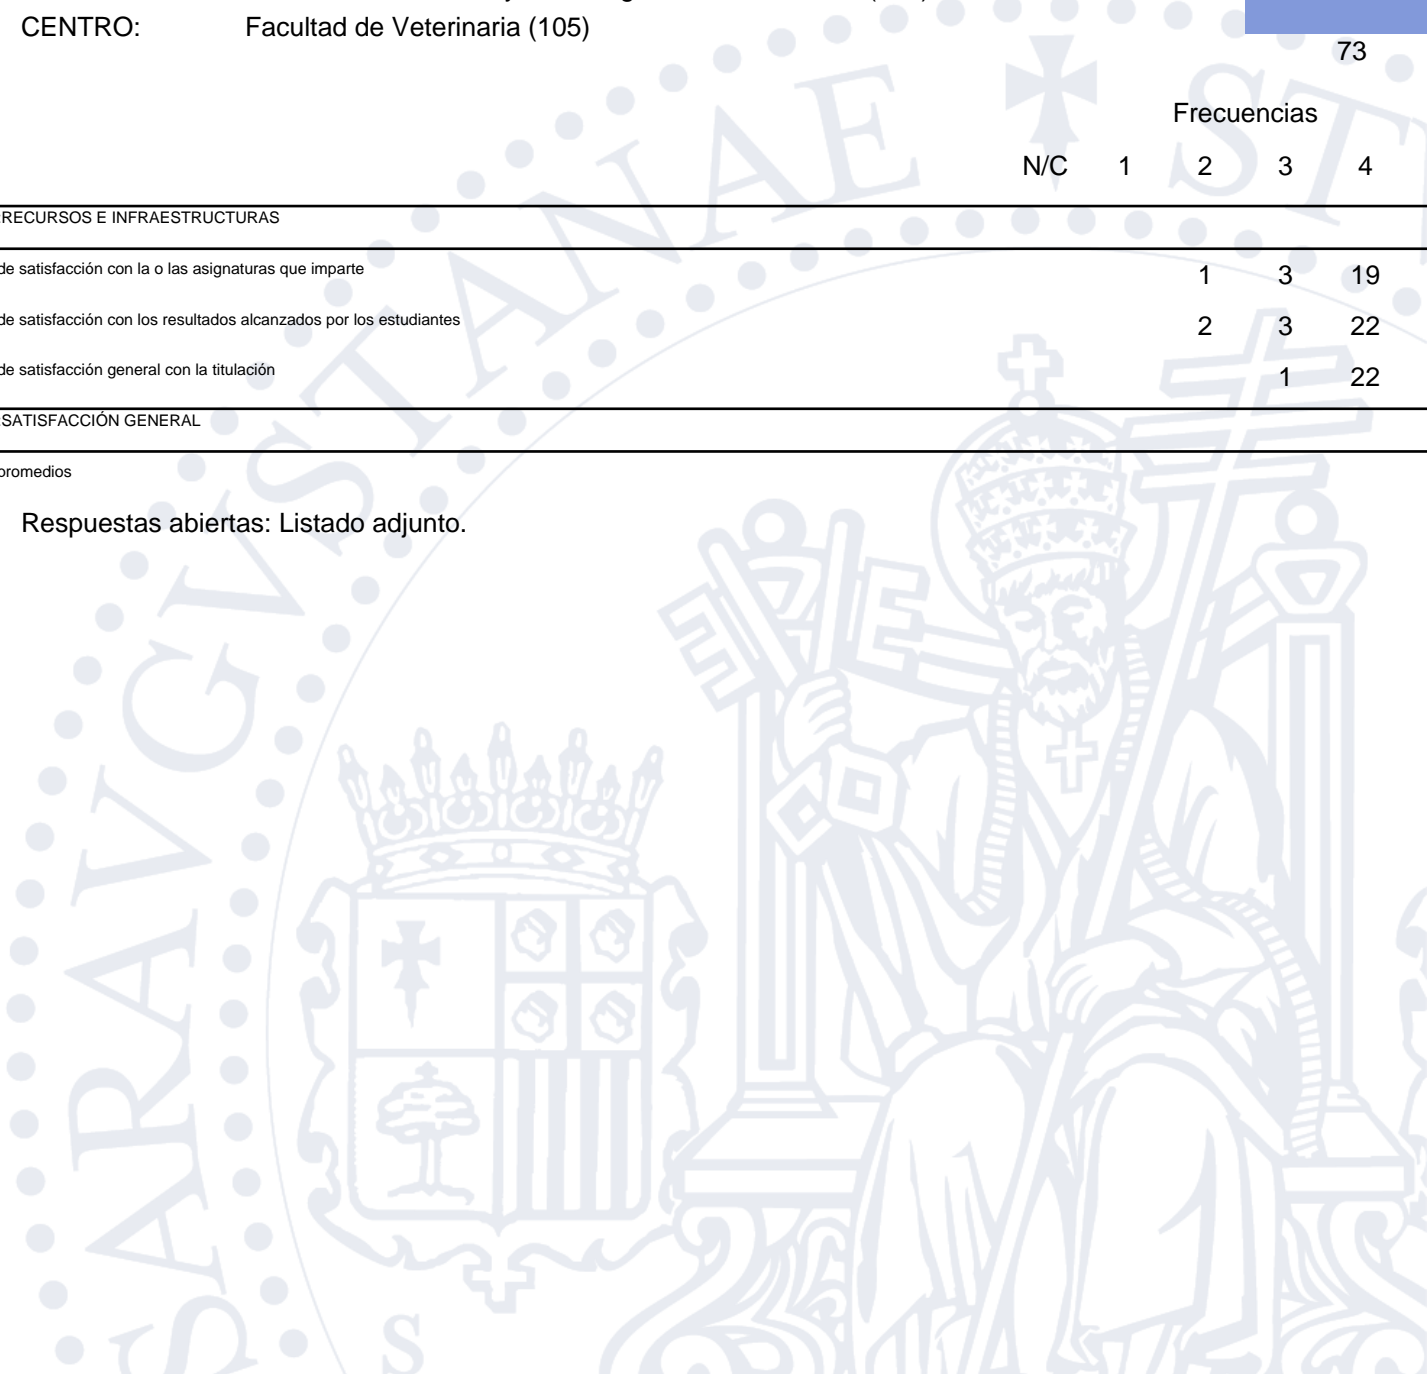 CENTRO: Facultad de Veterinaria (105)
73
Frecuencias
N/C 1 2 3 4
RECURSOS E INFRAESTRUCTURAS
de satisfacción con la o las asignaturas que imparte 1 3 19
de satisfacción con los resultados alcanzados por los estudiantes 2 3 22
de satisfacción general con la titulación 1 22
SATISFACCIÓN GENERAL
promedios
Respuestas abiertas: Listado adjunto.